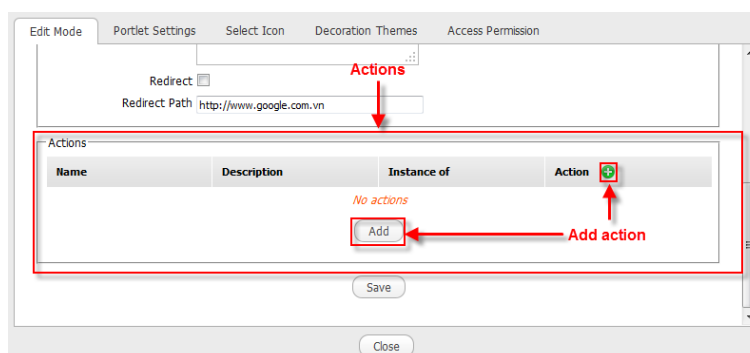 Edit Mode Portlet Settings Select Icon Decoration Themes Access Permission
Actions
Redirect
Redirect Path http://www.google.com.vn
Actions
Name Description Instance of Action
No actions
Add Add action
Save
Close